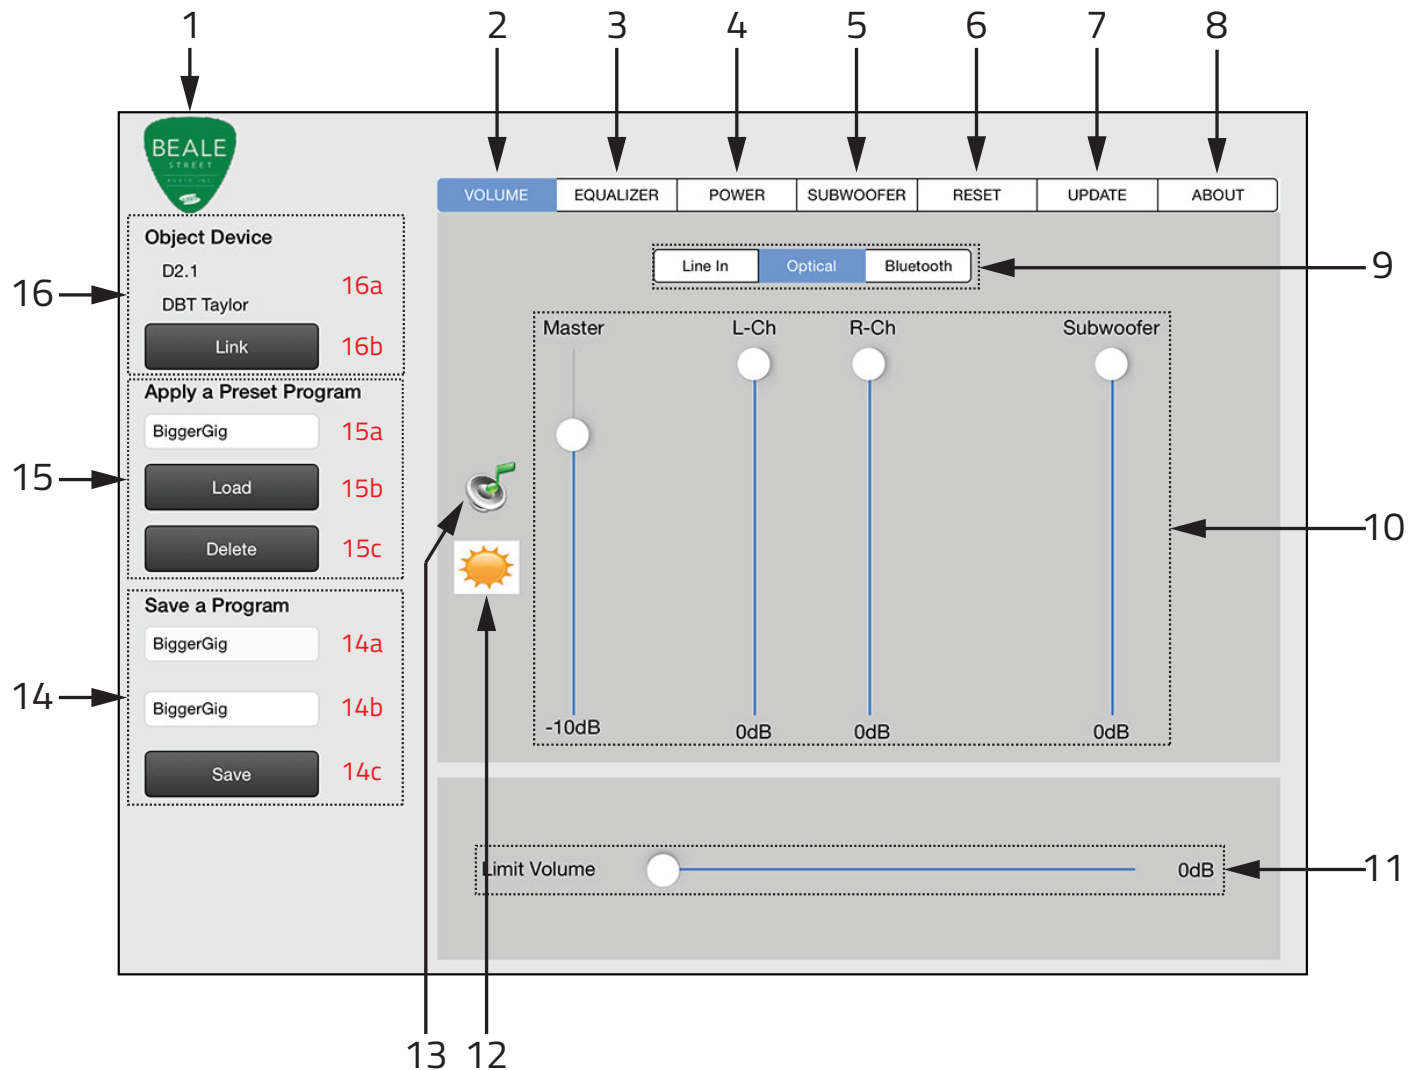 1 2 3 4 5 6 7 8
BEALE
STREET
AUDIO INC.
VOLUME EQUALIZER POWER SUBWOOFER RESET UPDATE ABOUT
Object Device
D2.1
DBT Taylor
16a
16
Link
16b
Line In Optical Bluetooth
9
Apply a Preset Program
BiggerGig
15a
15
Load
15b
Delete
15c
Master L-Ch R-Ch Subwoofer
10
-10dB 0dB 0dB 0dB
Save a Program
BiggerGig
14a
14
BiggerGig
14b
Save
14c
Limit Volume 0dB
11
13 12